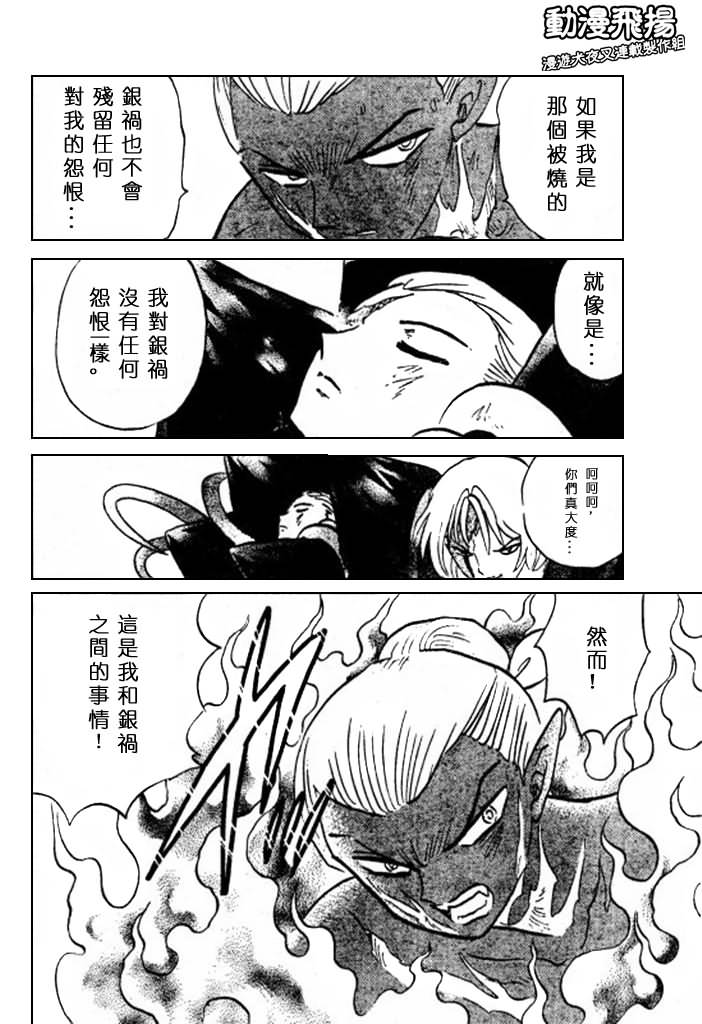 動漫飛揚
漫遊犬夜叉連載製作組
如果我是
那個被燒的
銀禍也不會
殘留任何
對我的怨恨…
就像是…
我對銀禍
沒有任何
怨恨一樣。
呵呵呵，
你們真大度…
然而！
這是我和銀禍
之間的事情！